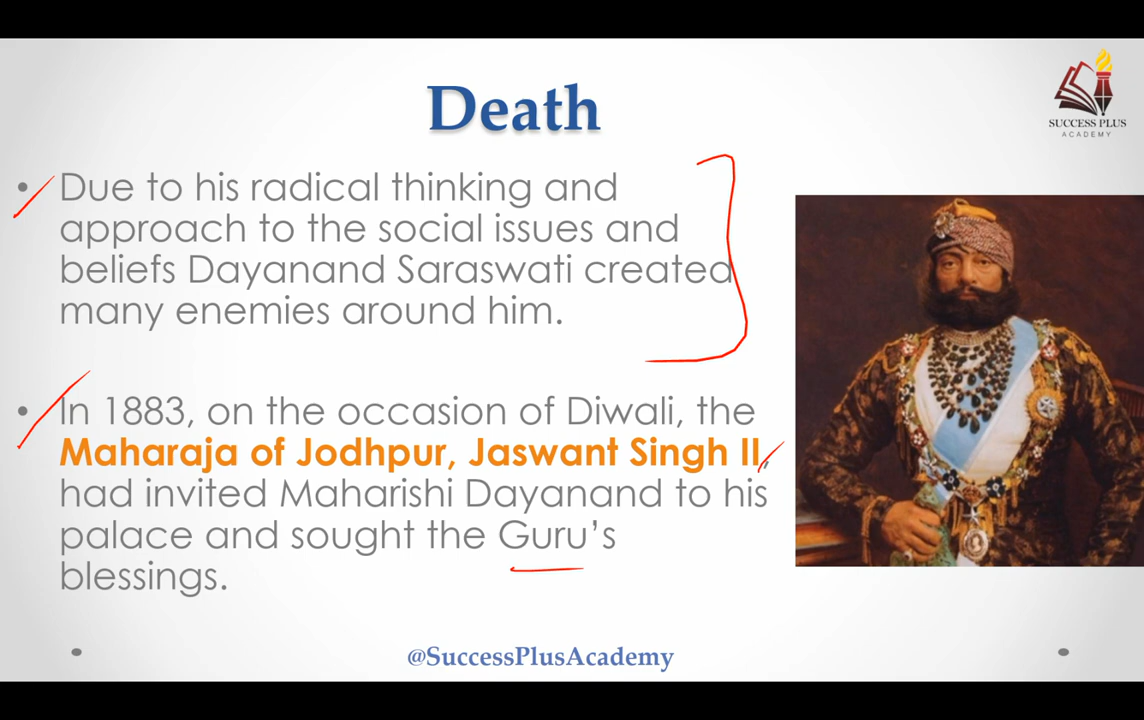 Death
SUCCESS PLUS
ACADEMY
• Due to his radical thinking and
approach to the social issues and
beliefs Dayanand Saraswati created
many enemies around him.
• In 1883, on the occasion of Diwali, the
Maharaja of Jodhpur, Jaswant Singh II,
had invited Maharishi Dayanand to his
palace and sought the Guru’s
blessings.
@SuccessPlusAcademy